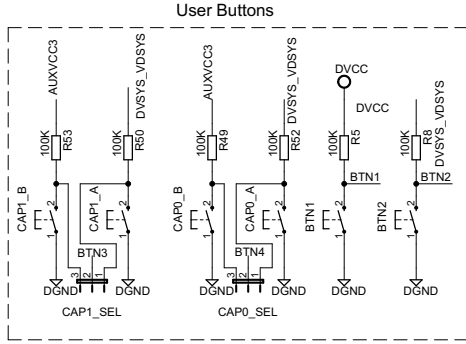 User Buttons
AUXVCC3
DVSYS_VDSYS
AUXVCC3
DVSYS_VDSYS
DVCC
DVCC
DVSYS_VDSYS
100K
R53
100K
R50
100K
R49
100K
R52
100K
R5
100K
R8
BTN1
BTN2
CAP1_B
1 2
CAP1_A
1 2
CAP0_B
1 2
CAP0_A
1 2
BTN1
1 2
BTN2
1 2
BTN3
BTN4
3 2 1
3 2 1
DGND
DGND
DGND
DGND
DGND
DGND
CAP1_SEL
CAP0_SEL